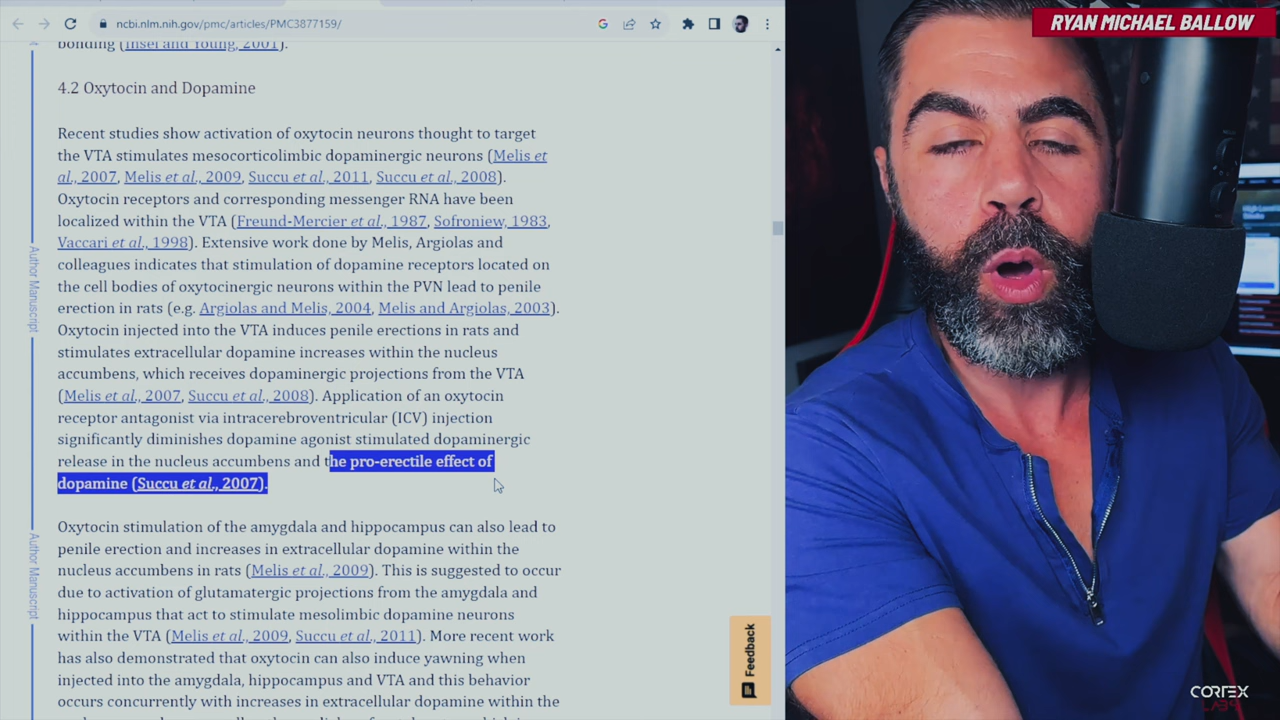 ncbi.nlm.nih.gov/pmc/articles/PMC3877159/
RYAN MICHAEL BALLOW
bonding (Insel and Young, 2001).
4.2 Oxytocin and Dopamine
Recent studies show activation of oxytocin neurons thought to target
the VTA stimulates mesocorticolimbic dopaminergic neurons (Melis et
al., 2007, Melis et al., 2009, Succu et al., 2011, Succu et al., 2008).
Oxytocin receptors and corresponding messenger RNA have been
localized within the VTA (Freund-Mercier et al., 1987, Sofroniew, 1983,
Vaccari et al., 1998). Extensive work done by Melis, Argiolas and
colleagues indicates that stimulation of dopamine receptors located on
the cell bodies of oxytocinergic neurons within the PVN lead to penile
erection in rats (e.g. Argiolas and Melis, 2004, Melis and Argiolas, 2003).
Oxytocin injected into the VTA induces penile erections in rats and
stimulates extracellular dopamine increases within the nucleus
accumbens, which receives dopaminergic projections from the VTA
(Melis et al., 2007, Succu et al., 2008). Application of an oxytocin
receptor antagonist via intracerebroventricular (ICV) injection
significantly diminishes dopamine agonist stimulated dopaminergic
release in the nucleus accumbens and the pro-erectile effect of
dopamine (Succu et al., 2007).
Oxytocin stimulation of the amygdala and hippocampus can also lead to
penile erection and increases in extracellular dopamine within the
nucleus accumbens in rats (Melis et al., 2009). This is suggested to occur
due to activation of glutamatergic projections from the amygdala and
hippocampus that act to stimulate mesolimbic dopamine neurons
within the VTA (Melis et al., 2009, Succu et al., 2011). More recent work
has also demonstrated that oxytocin can also induce yawning when
injected into the amygdala, hippocampus and VTA and this behavior
occurs concurrently with increases in extracellular dopamine within the
Author Manuscript
Author Manuscript
Feedback
CORTEX
LABS